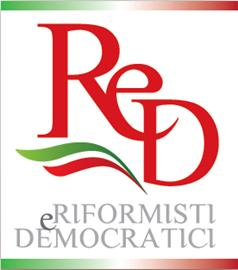 ReD
e RIFORMISTI
DEMOCRATICI